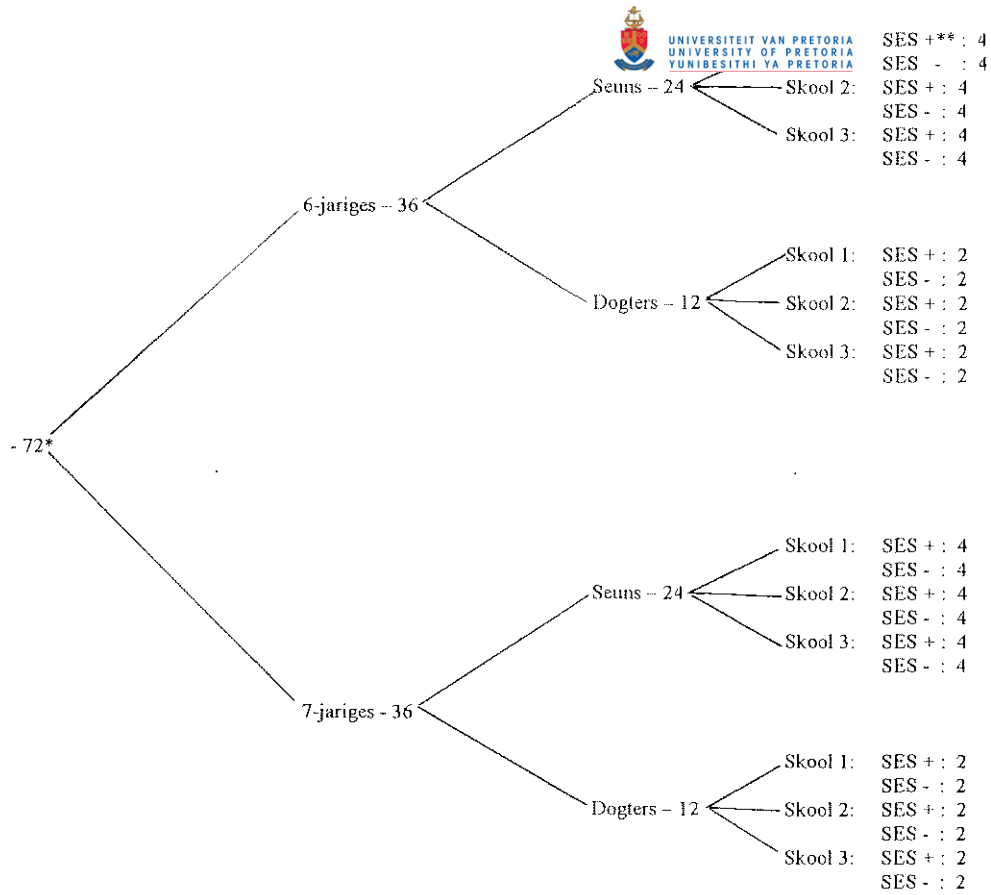 UNIVERSITEIT VAN PRETORIA
UNIVERSITY OF PRETORIA
YUNIBESITHI YA PRETORIA
SES +** : 4
SES - : 4
Seuns – 24
Skool 2: SES + : 4
SES - : 4
Skool 3: SES + : 4
SES - : 4
6-jariges – 36
Skool 1: SES + : 2
SES - : 2
Dogters – 12
Skool 2: SES + : 2
SES - : 2
Skool 3: SES + : 2
SES - : 2
- 72*
Skool 1: SES + : 4
SES - : 4
Seuns – 24
Skool 2: SES + : 4
SES - : 4
Skool 3: SES + : 4
SES - : 4
7-jariges - 36
Skool 1: SES + : 2
SES - : 2
Dogters – 12
Skool 2: SES + : 2
SES - : 2
Skool 3: SES + : 2
SES - : 2